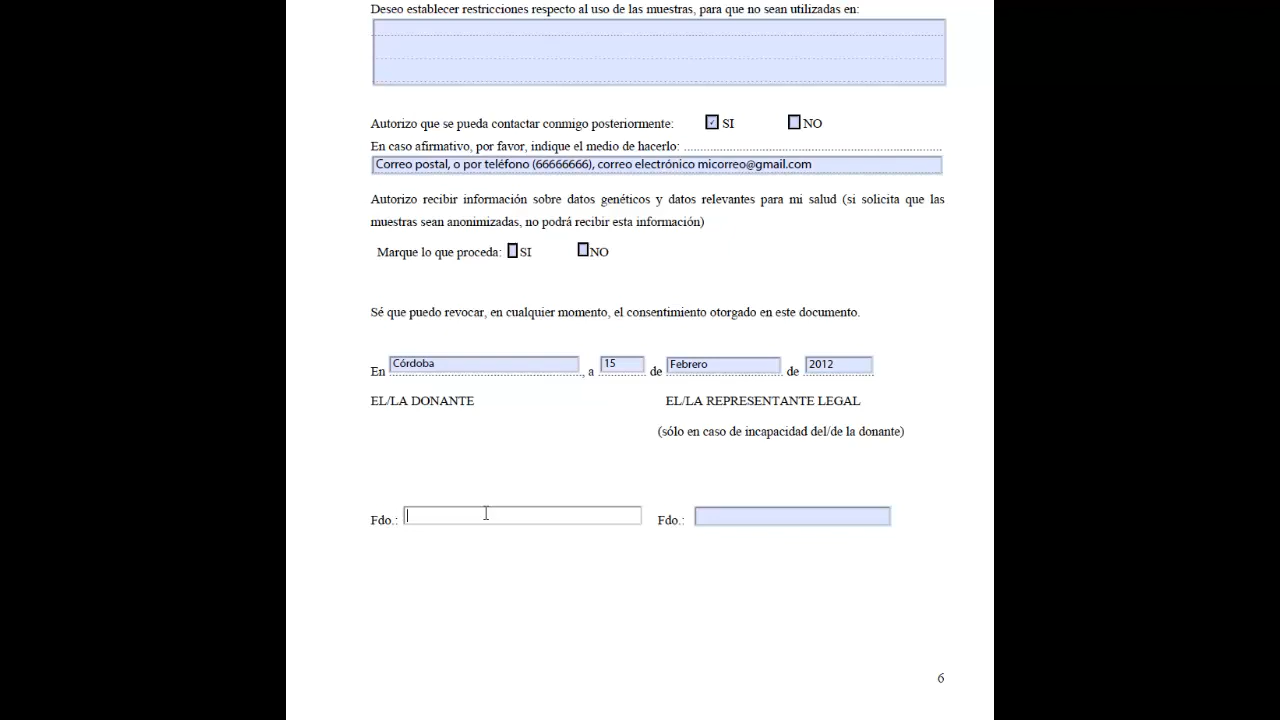 Deseo establecer restricciones respecto al uso de las muestras, para que no sean utilizadas en:
Autorizo que se pueda contactar conmigo posteriormente: SI NO
En caso afirmativo, por favor, indique el medio de hacerlo:
Correo postal, o por teléfono (66666666), correo electrónico micorreo@gmail.com
Autorizo recibir información sobre datos genéticos y datos relevantes para mi salud (si solicita que las
muestras sean anonimizadas, no podrá recibir esta información)
Marque lo que proceda: SI NO
Sé que puedo revocar, en cualquier momento, el consentimiento otorgado en este documento.
En Córdoba, a 15 de Febrero de 2012
EL/LA DONANTE EL/LA REPRESENTANTE LEGAL
(sólo en caso de incapacidad del/de la donante)
Fdo.: Fdo.:
6